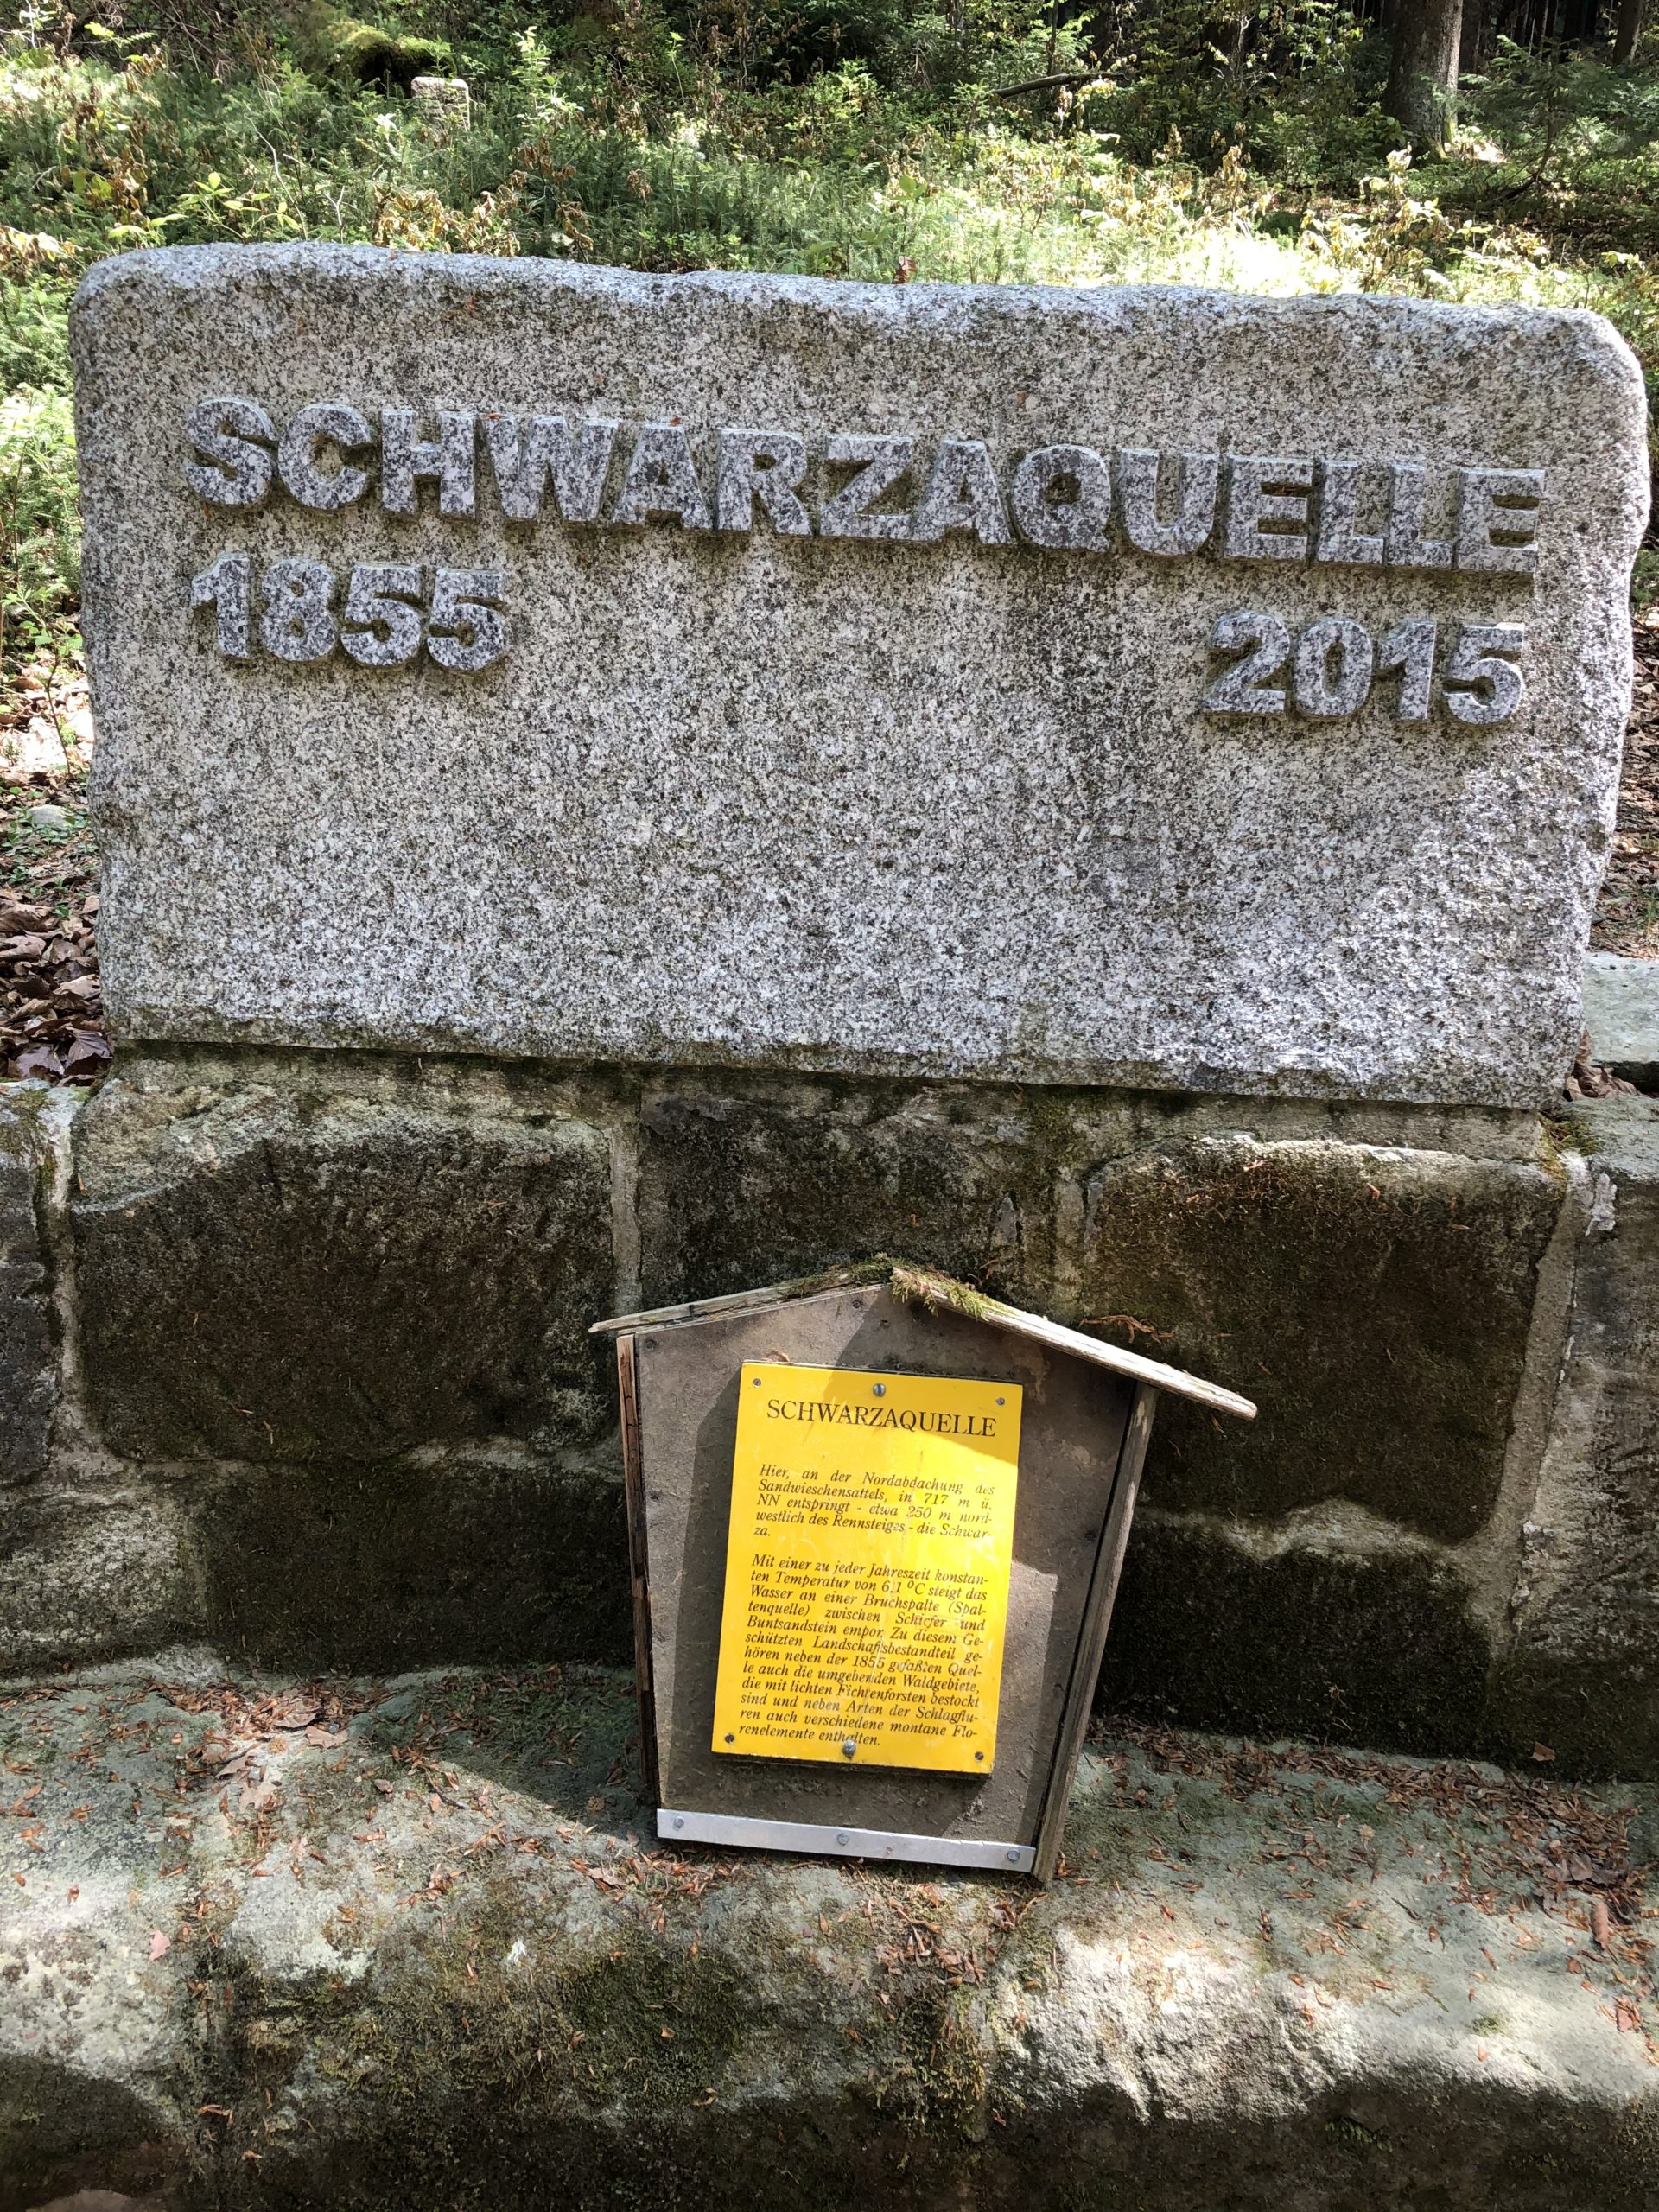 SCHWARZAQUELLE
1855 2015
SCHWARZAQUELLE
Hier, an der Nordabdachung des
Sandwieschensattels, in 717 m ü.
NN entspringt - etwa 250 m nord-
westlich des Rennsteiges - die Schwar-
za.
Mit einer zu jeder Jahreszeit konstan-
ten Temperatur von 6,1 °C steigt das
Wasser an einer Bruchspalte (Spal-
tenquelle) zwischen Schiefer und
Buntsandstein empor. Zu diesem Ge-
schützten Landschaftsbestandteil ge-
hören neben der 1855 gefaßten Quel-
le auch die umgebenden Waldgebiete,
die mit lichten Fichtenforsten bestockt
sind und neben Arten der Schlagflu-
ren auch verschiedene montane Flo-
renelemente enthalten.